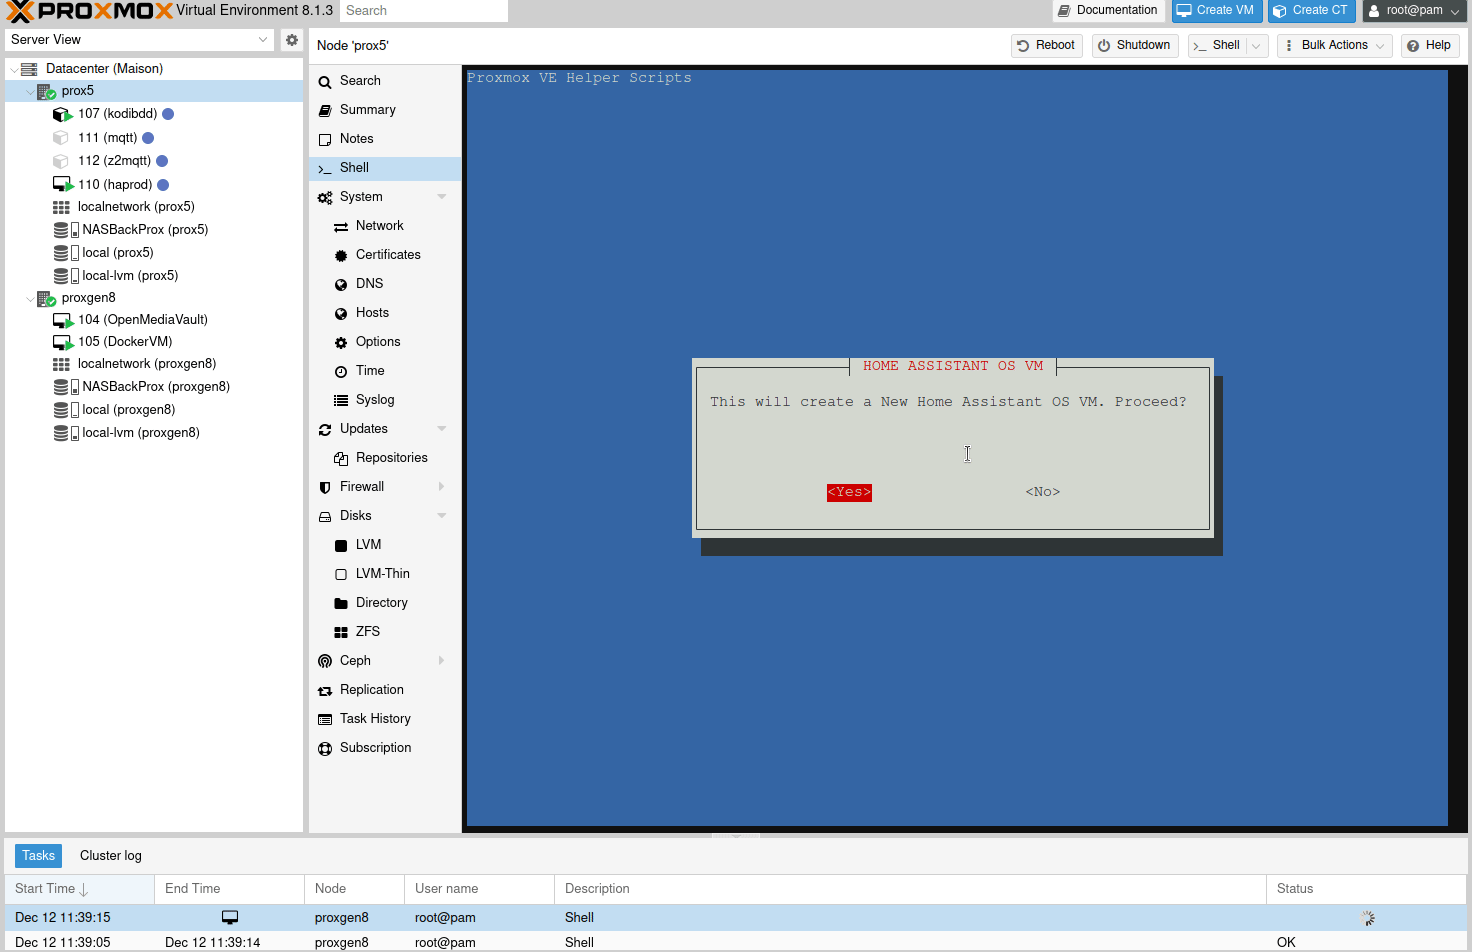 PROXMOX Virtual Environment 8.1.3 Search Documentation Create VM Create CT root@pam
Server View
Node 'prox5' Reboot Shutdown Shell Bulk Actions Help
Datacenter (Maison)
prox5
107 (kodibdd)
111 (mqtt)
112 (z2mqtt)
110 (haprod)
localnetwork (prox5)
NASBackProx (prox5)
local (prox5)
local-lvm (prox5)
proxgen8
104 (OpenMediaVault)
105 (DockerVM)
localnetwork (proxgen8)
NASBackProx (proxgen8)
local (proxgen8)
local-lvm (proxgen8)
Search
Summary
Notes
Shell
System
Network
Certificates
DNS
Hosts
Options
Time
Syslog
Updates
Repositories
Firewall
Disks
LVM
LVM-Thin
Directory
ZFS
Ceph
Replication
Task History
Subscription
Proxmox VE Helper Scripts
HOME ASSISTANT OS VM
This will create a New Home Assistant OS VM. Proceed?
<Yes> <No>
Tasks Cluster log
Start Time End Time Node User name Description Status
Dec 12 11:39:15 proxgen8 root@pam Shell
Dec 12 11:39:05 Dec 12 11:39:14 proxgen8 root@pam Shell OK